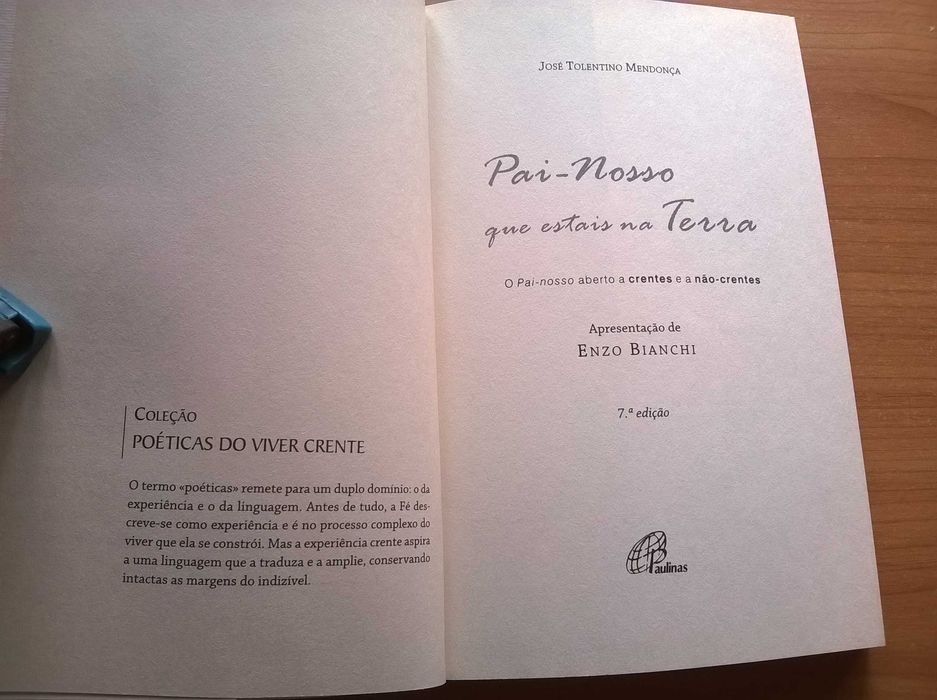 COLEÇÃO
POÉTICAS DO VIVER CRENTE
O termo «poéticas» remete para um duplo domínio: o da
experiência e o da linguagem. Antes de tudo, a Fé des-
creve-se como experiência e é no processo complexo do
viver que ela se constrói. Mas a experiência crente aspira
a uma linguagem que a traduza e a amplie, conservando
intactas as margens do indizível.
JOSÉ TOLENTINO MENDONÇA
Pai-Nosso
que estais na Terra
O Pai-nosso aberto a crentes e a não-crentes
Apresentação de
ENZO BIANCHI
7.ª edição
Paulinas